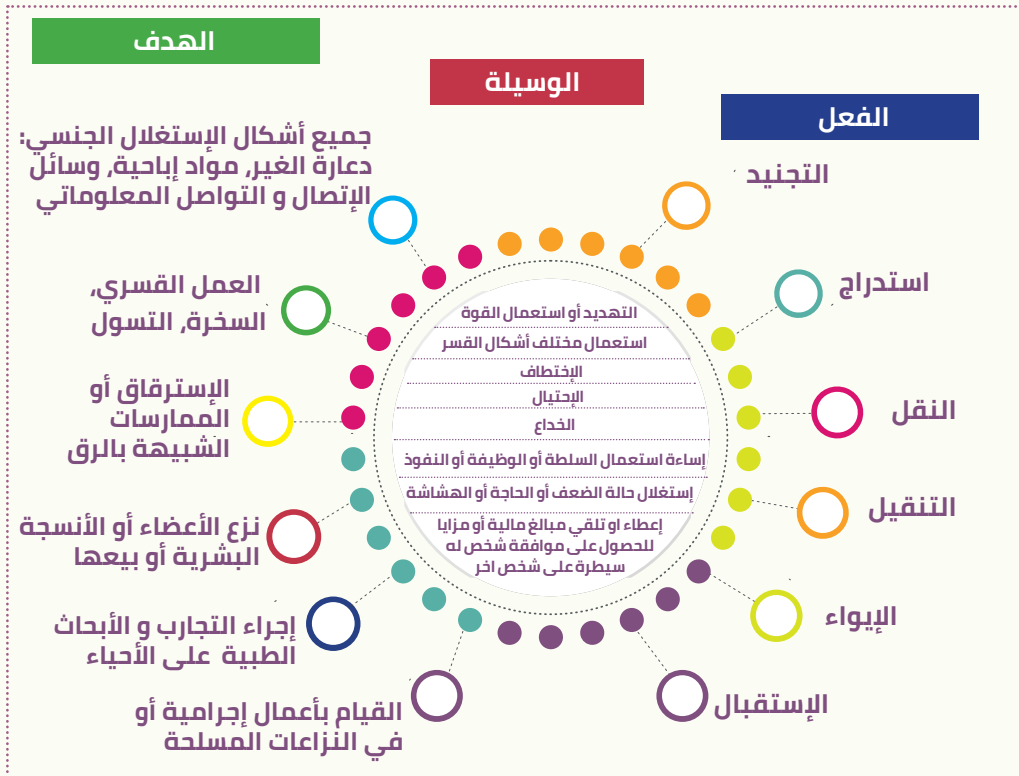 الفعل
التجنيد
استدراج
النقل
التنقيل
الإيواء
الإستقبال
الوسيلة
التهديد أو استعمال القوة
استعمال مختلف أشكال القسر
الإختطاف
الإحتيال
الخداع
إساءة استعمال السلطة أو الوظيفة أو النفوذ
إستغلال حالة الضعف أو الحاجة أو الهشاشة
إعطاء او تلقي مبالغ مالية أو مزايا
للحصول على موافقة شخص له
سيطرة على شخص اخر
الهدف
جميع أشكال الإستغلال الجنسي:
دعارة الغير، مواد إباحية، وسائل
الإتصال و التواصل المعلوماتي
العمل القسري،
السخرة، التسول
الإسترقاق أو
الممارسات
الشبيهة بالرق
نزع الأعضاء أو الأنسجة
البشرية أو بيعها
إجراء التجارب و الأبحاث
الطبية على الأحياء
القيام بأعمال إجرامية أو
في النزاعات المسلحة